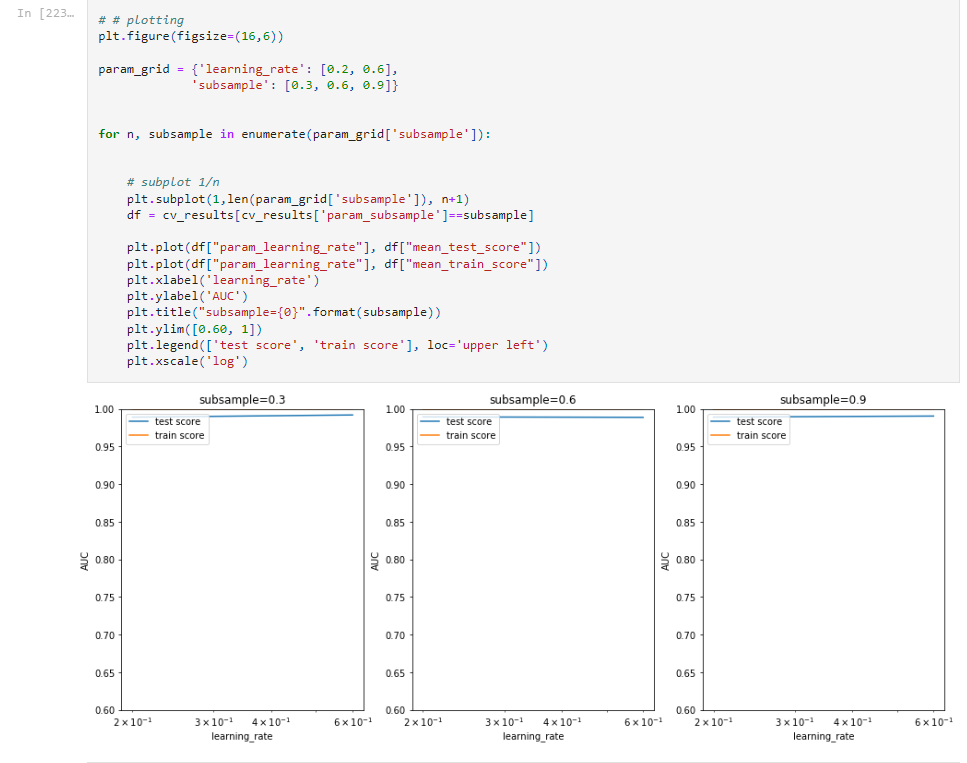 In [223…
# # plotting
plt.figure(figsize=(16,6))
param_grid = {'learning_rate': [0.2, 0.6],
'subsample': [0.3, 0.6, 0.9]}
for n, subsample in enumerate(param_grid['subsample']):
# subplot 1/n
plt.subplot(1,len(param_grid['subsample']), n+1)
df = cv_results[cv_results['param_subsample']==subsample]
plt.plot(df["param_learning_rate"], df["mean_test_score"])
plt.plot(df["param_learning_rate"], df["mean_train_score"])
plt.xlabel('learning_rate')
plt.ylabel('AUC')
plt.title("subsample={0}".format(subsample))
plt.ylim([0.60, 1])
plt.legend(['test score', 'train score'], loc='upper left')
plt.xscale('log')
subsample=0.3
1.00
0.95
0.90
0.85
0.80
0.75
0.70
0.65
0.60
AUC
test score
train score
2 × 10⁻¹
3 × 10⁻¹
4 × 10⁻¹
6 × 10⁻¹
learning_rate
subsample=0.6
1.00
0.95
0.90
0.85
0.80
0.75
0.70
0.65
0.60
AUC
test score
train score
2 × 10⁻¹
3 × 10⁻¹
4 × 10⁻¹
6 × 10⁻¹
learning_rate
subsample=0.9
1.00
0.95
0.90
0.85
0.80
0.75
0.70
0.65
0.60
AUC
test score
train score
2 × 10⁻¹
3 × 10⁻¹
4 × 10⁻¹
6 × 10⁻¹
learning_rate